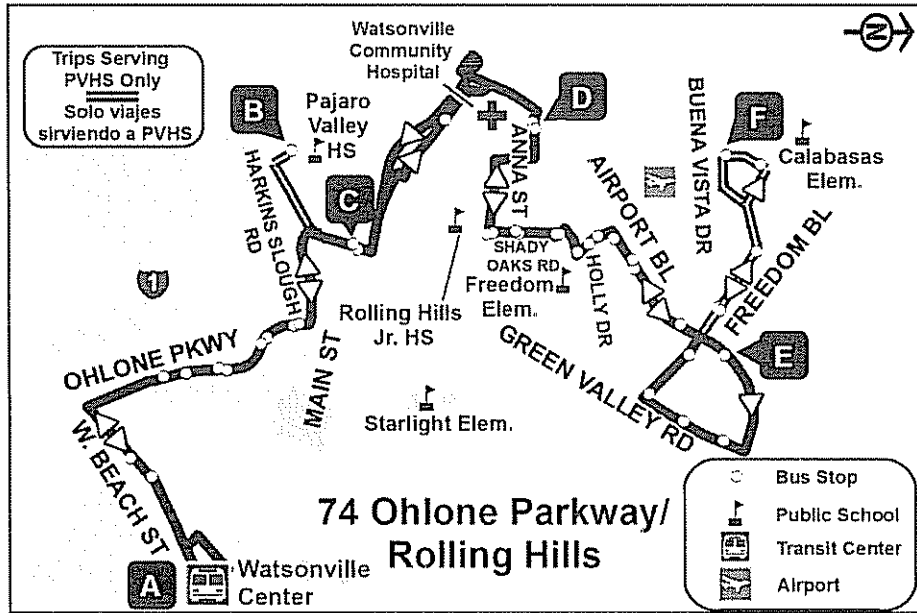 Trips Serving
PVHS Only
Solo viajes
sirviendo a PVHS
Watsonville
Community
Hospital
N
B
Pajaro
Valley
HS
D
F
BUENA VISTA DR
Calabasas
Elem.
HARKINS SLOUGH
RD
C
ANNA ST
AIRPORT BL
FREEDOM BL
SHADY
OAKS RD
HOLLY DR
Freedom
Elem.
1
Rolling Hills
Jr. HS
OHLONE PKWY
MAIN ST
GREEN VALLEY RD
E
Starlight Elem.
W. BEACH ST
74 Ohlone Parkway/
Rolling Hills
A
Watsonville
Center
Bus Stop
Public School
Transit Center
Airport